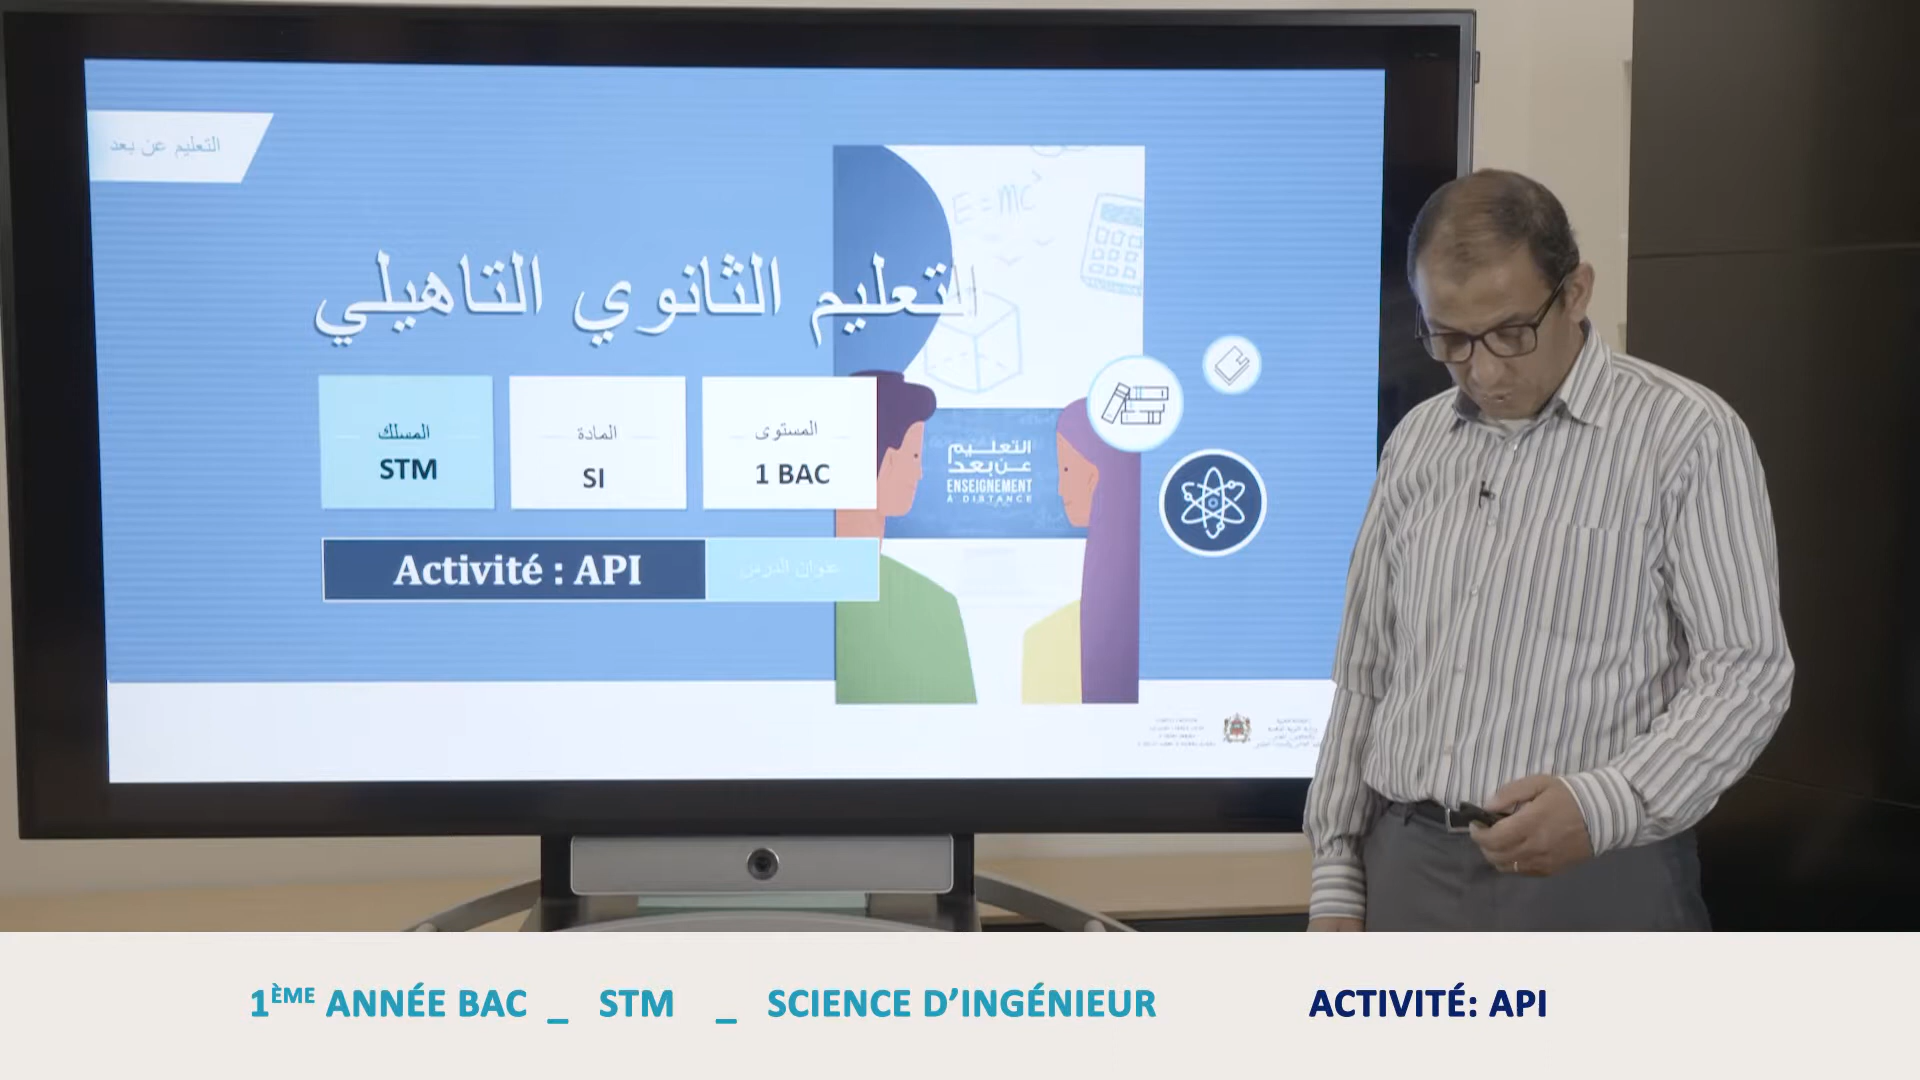 التعليم عن بعد
E = mc²
التعليم الثانوي التاهيلي
المستوى
1 BAC
المادة
SI
المسلك
STM
التعليم
عن بعد
ENSEIGNEMENT
À DISTANCE
عنوان الدرس
Activité : API
1ÈME ANNÉE BAC _ STM _ SCIENCE D'INGÉNIEUR ACTIVITÉ: API